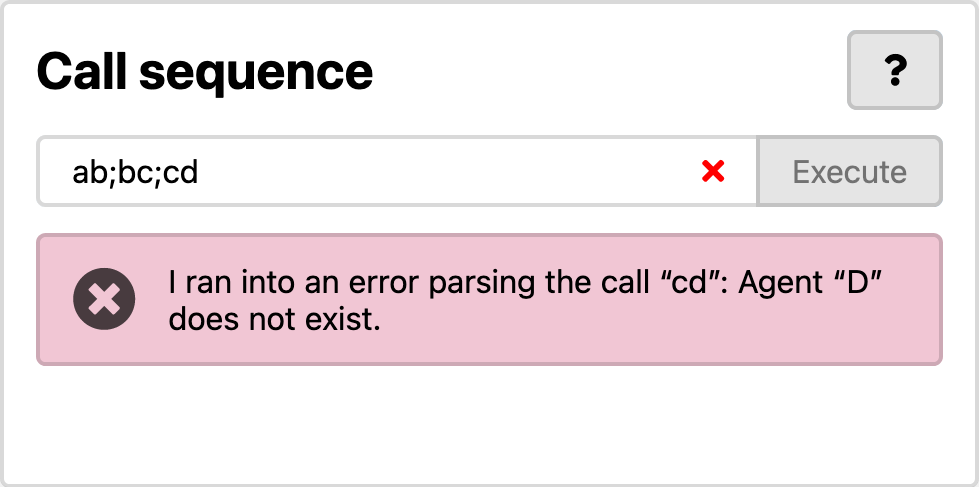 Call sequence
?
ab;bc;cd
Execute
I ran into an error parsing the call “cd”: Agent “D”
does not exist.